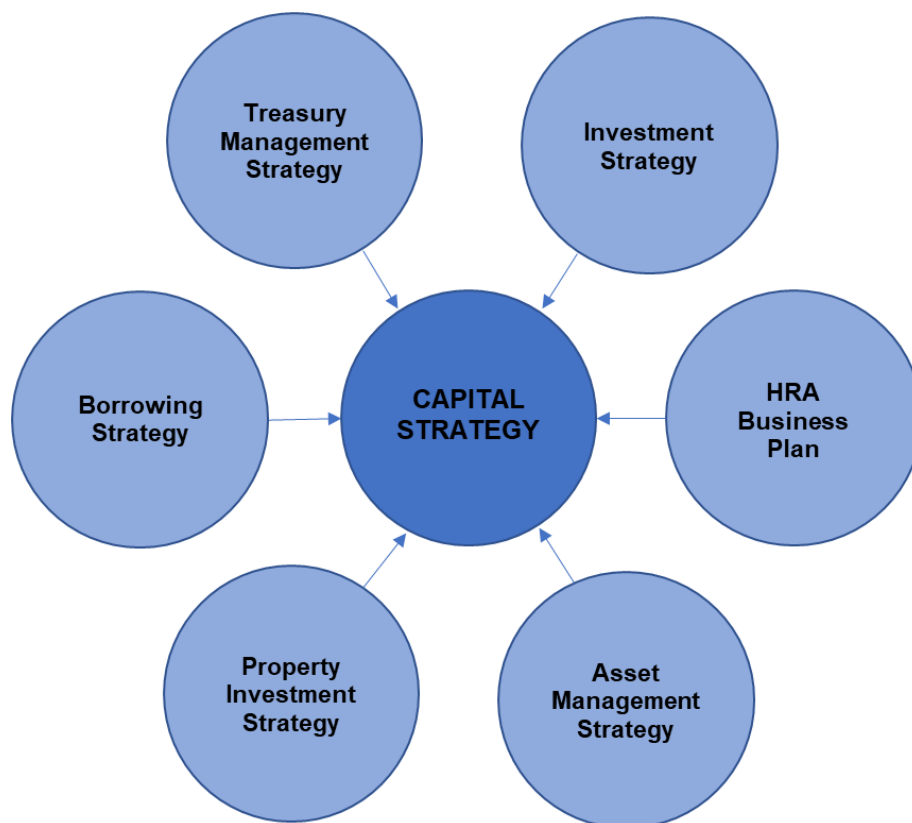 Treasury
Management
Strategy
Investment
Strategy
Borrowing
Strategy
CAPITAL
STRATEGY
HRA
Business
Plan
Property
Investment
Strategy
Asset
Management
Strategy